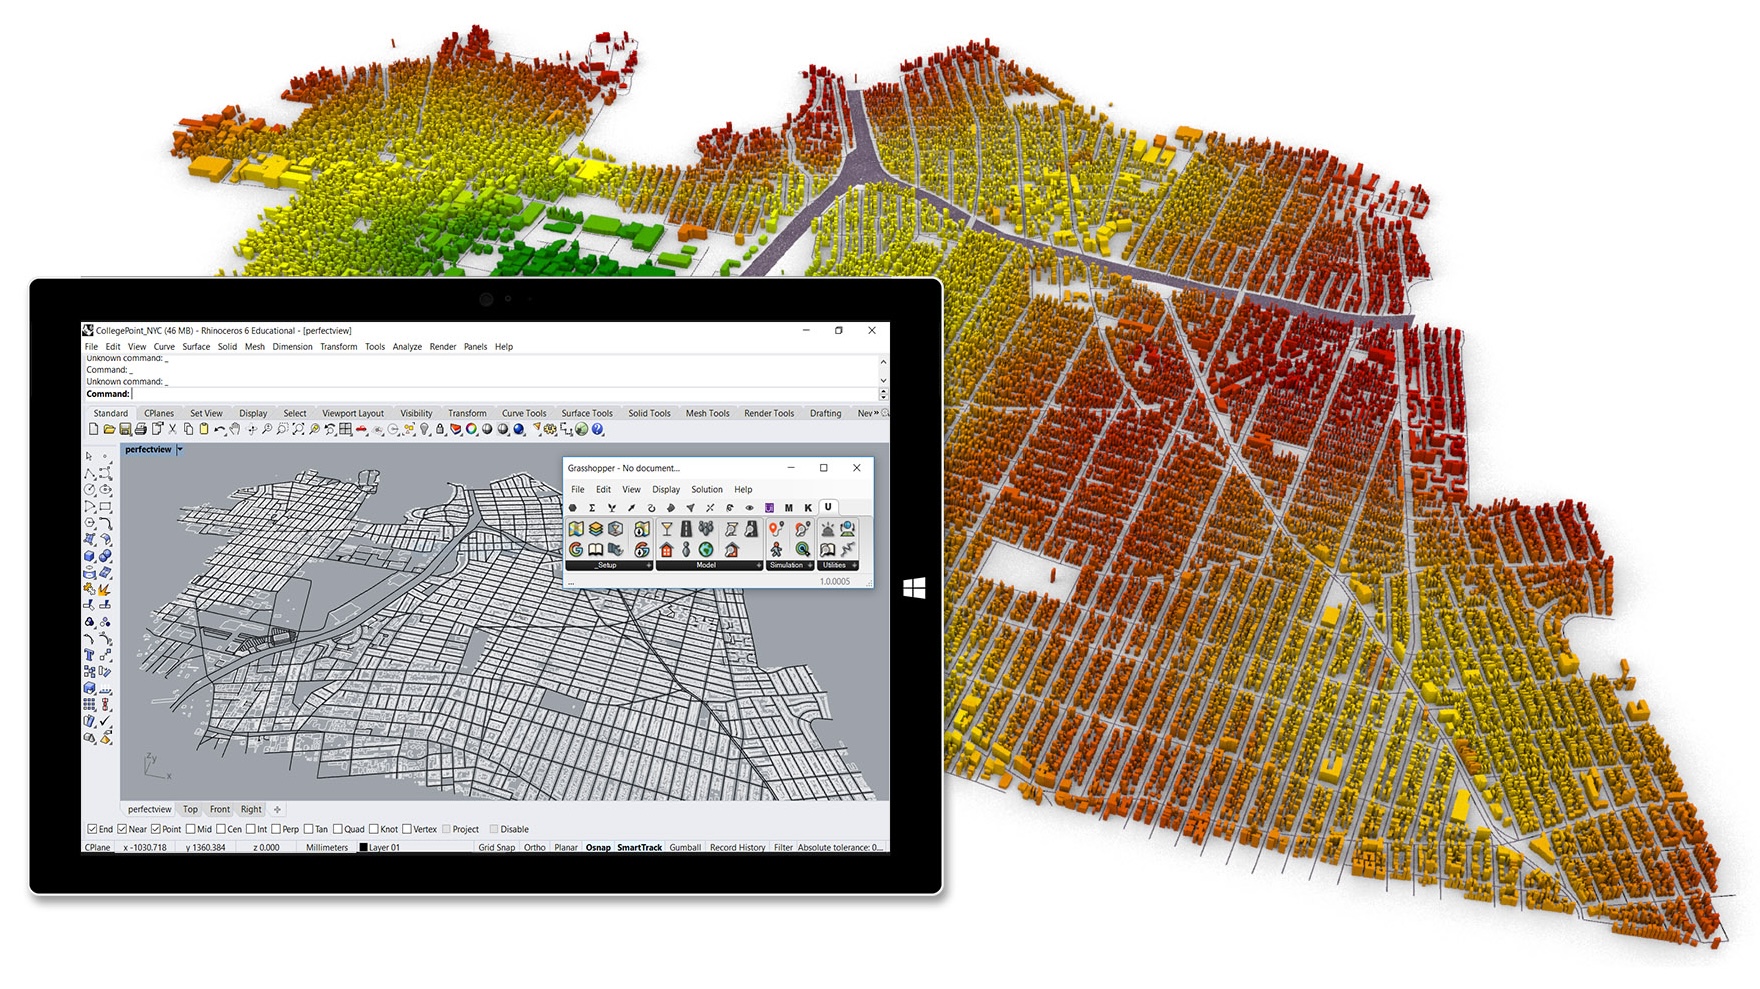 CollegePoint_NYC (46 MB) - Rhinoceros 6 Educational - [perfectview]
File Edit View Curve Surface Solid Mesh Dimension Transform Tools Analyze Render Panels Help
Unknown command: _
Command: _
Unknown command: _
Command:
Standard CPlanes Set View Display Select Viewport Layout Visibility Transform Curve Tools Surface Tools Solid Tools Mesh Tools Render Tools Drafting Nev »
perfectview
Grasshopper - No document...
File Edit View Display Solution Help
M K U
_Setup + Model + Simulation + Utilities +
... 1.0.0005
z y
x
perfectview Top Front Right
End Near Point Mid Cen Int Perp Tan Quad Knot Vertex Project Disable
CPlane x -1030.718 y 1360.384 z 0.000 Millimeters Layer 01 Grid Snap Ortho Planar Osnap SmartTrack Gumball Record History Filter Absolute tolerance: 0...